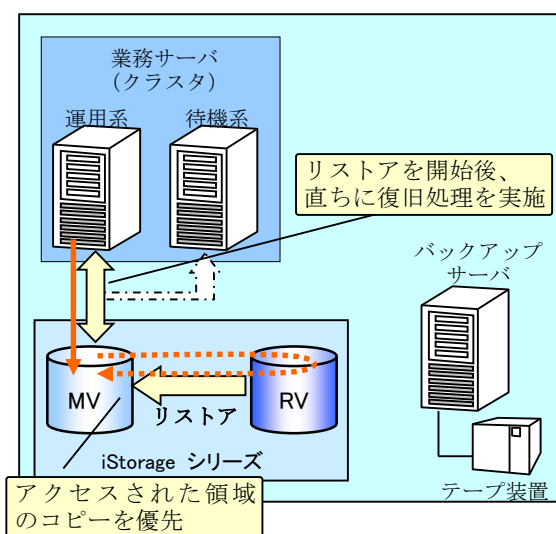 業務サーバ
(クラスタ)
運用系
待機系
リストアを開始後、
直ちに復旧処理を実施
バックアップ
サーバ
MV
RV
リストア
iStorage シリーズ
テープ装置
アクセスされた領域
のコピーを優先